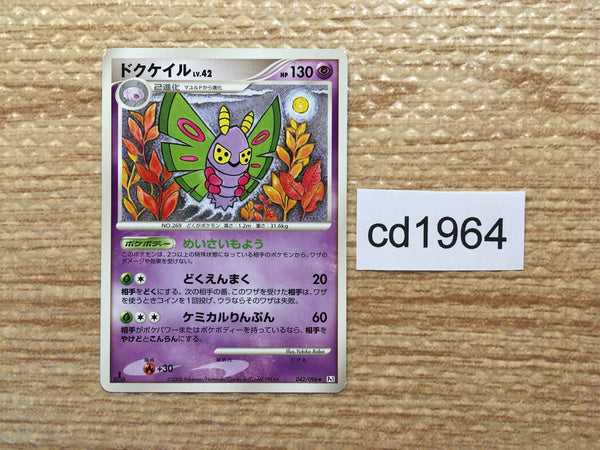 ドクケイル LV.42 HP 130
2進化 マユルドから進化
NO.269 どくがポケモン 高さ:1.2m 重さ:31.6kg
ポケボディー めいさいもよう
このポケモンは、2つ以上の特殊状態になっている相手のポケモンから、ワザの
ダメージや効果を受けない。
どくえんまく 20
相手をどくにする。次の相手の番、このワザを受けた相手は、ワザ
を使うときコインを1回投げ、ウラならそのワザは失敗。
ケミカルりんぷん 60
相手がポケパワーまたはポケボディーを持っているなら、相手を
やけどとこんらんにする。
Illus. Yukiko Baba
弱点 抵抗力 にげる
+30
042/096
cd1964